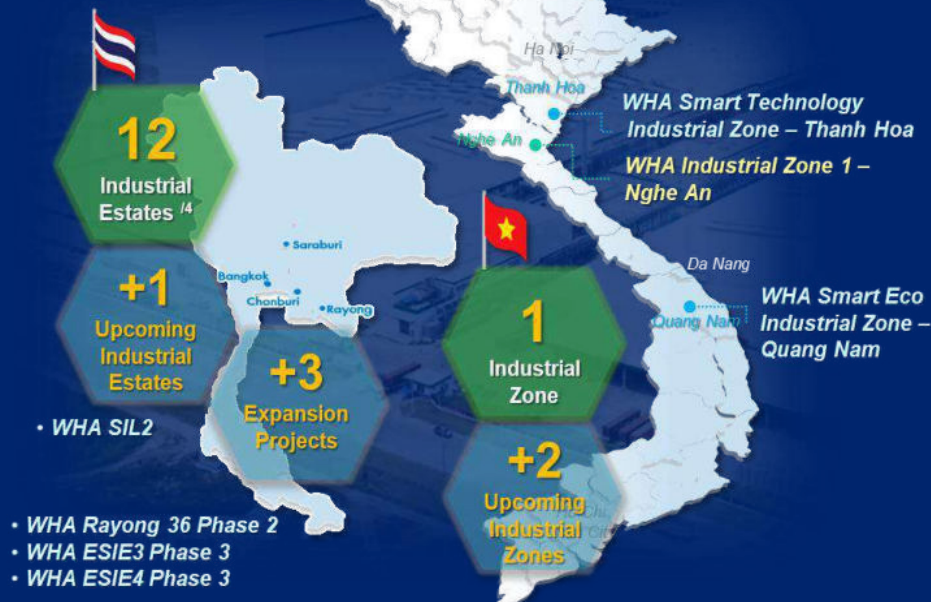 12
Industrial
Estates /4
+1
Upcoming
Industrial
Estates
• WHA SIL2
+3
Expansion
Projects
• WHA Rayong 36 Phase 2
• WHA ESIE3 Phase 3
• WHA ESIE4 Phase 3
Saraburi
Bangkok
Chonburi
Rayong
Ha Noi
Thanh Hoa
WHA Smart Technology
Industrial Zone – Thanh Hoa
Nghe An
WHA Industrial Zone 1 –
Nghe An
Da Nang
Quang Nam
WHA Smart Eco
Industrial Zone –
Quang Nam
1
Industrial
Zone
+2
Upcoming
Industrial
Zones